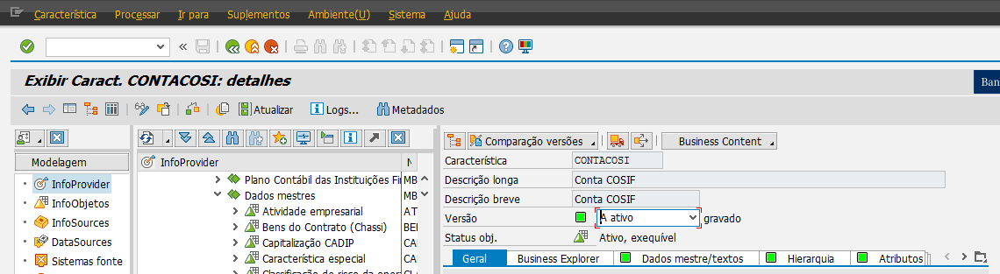 Característica Processar Ir para Suplementos Ambiente(U) Sistema Ajuda
Exibir Caract. CONTACOSI: detalhes
Ban
Atualizar Logs... Metadados
Modelagem
InfoProvider
InfoObjetos
InfoSources
DataSources
Sistemas fonte
InfoProvider N
Plano Contábil das Instituições Fi MB
Dados mestres MB
Atividade empresarial AT
Bens do Contrato (Chassi) BE
Capitalização CADIP CA
Característica especial CA
Comparação versões Business Content
Característica CONTACOSI
Descrição longa Conta COSIF
Descrição breve Conta COSIF
Versão A ativo gravado
Status obj. Ativo, exequível
Geral Business Explorer Dados mestre/textos Hierarquia Atributos